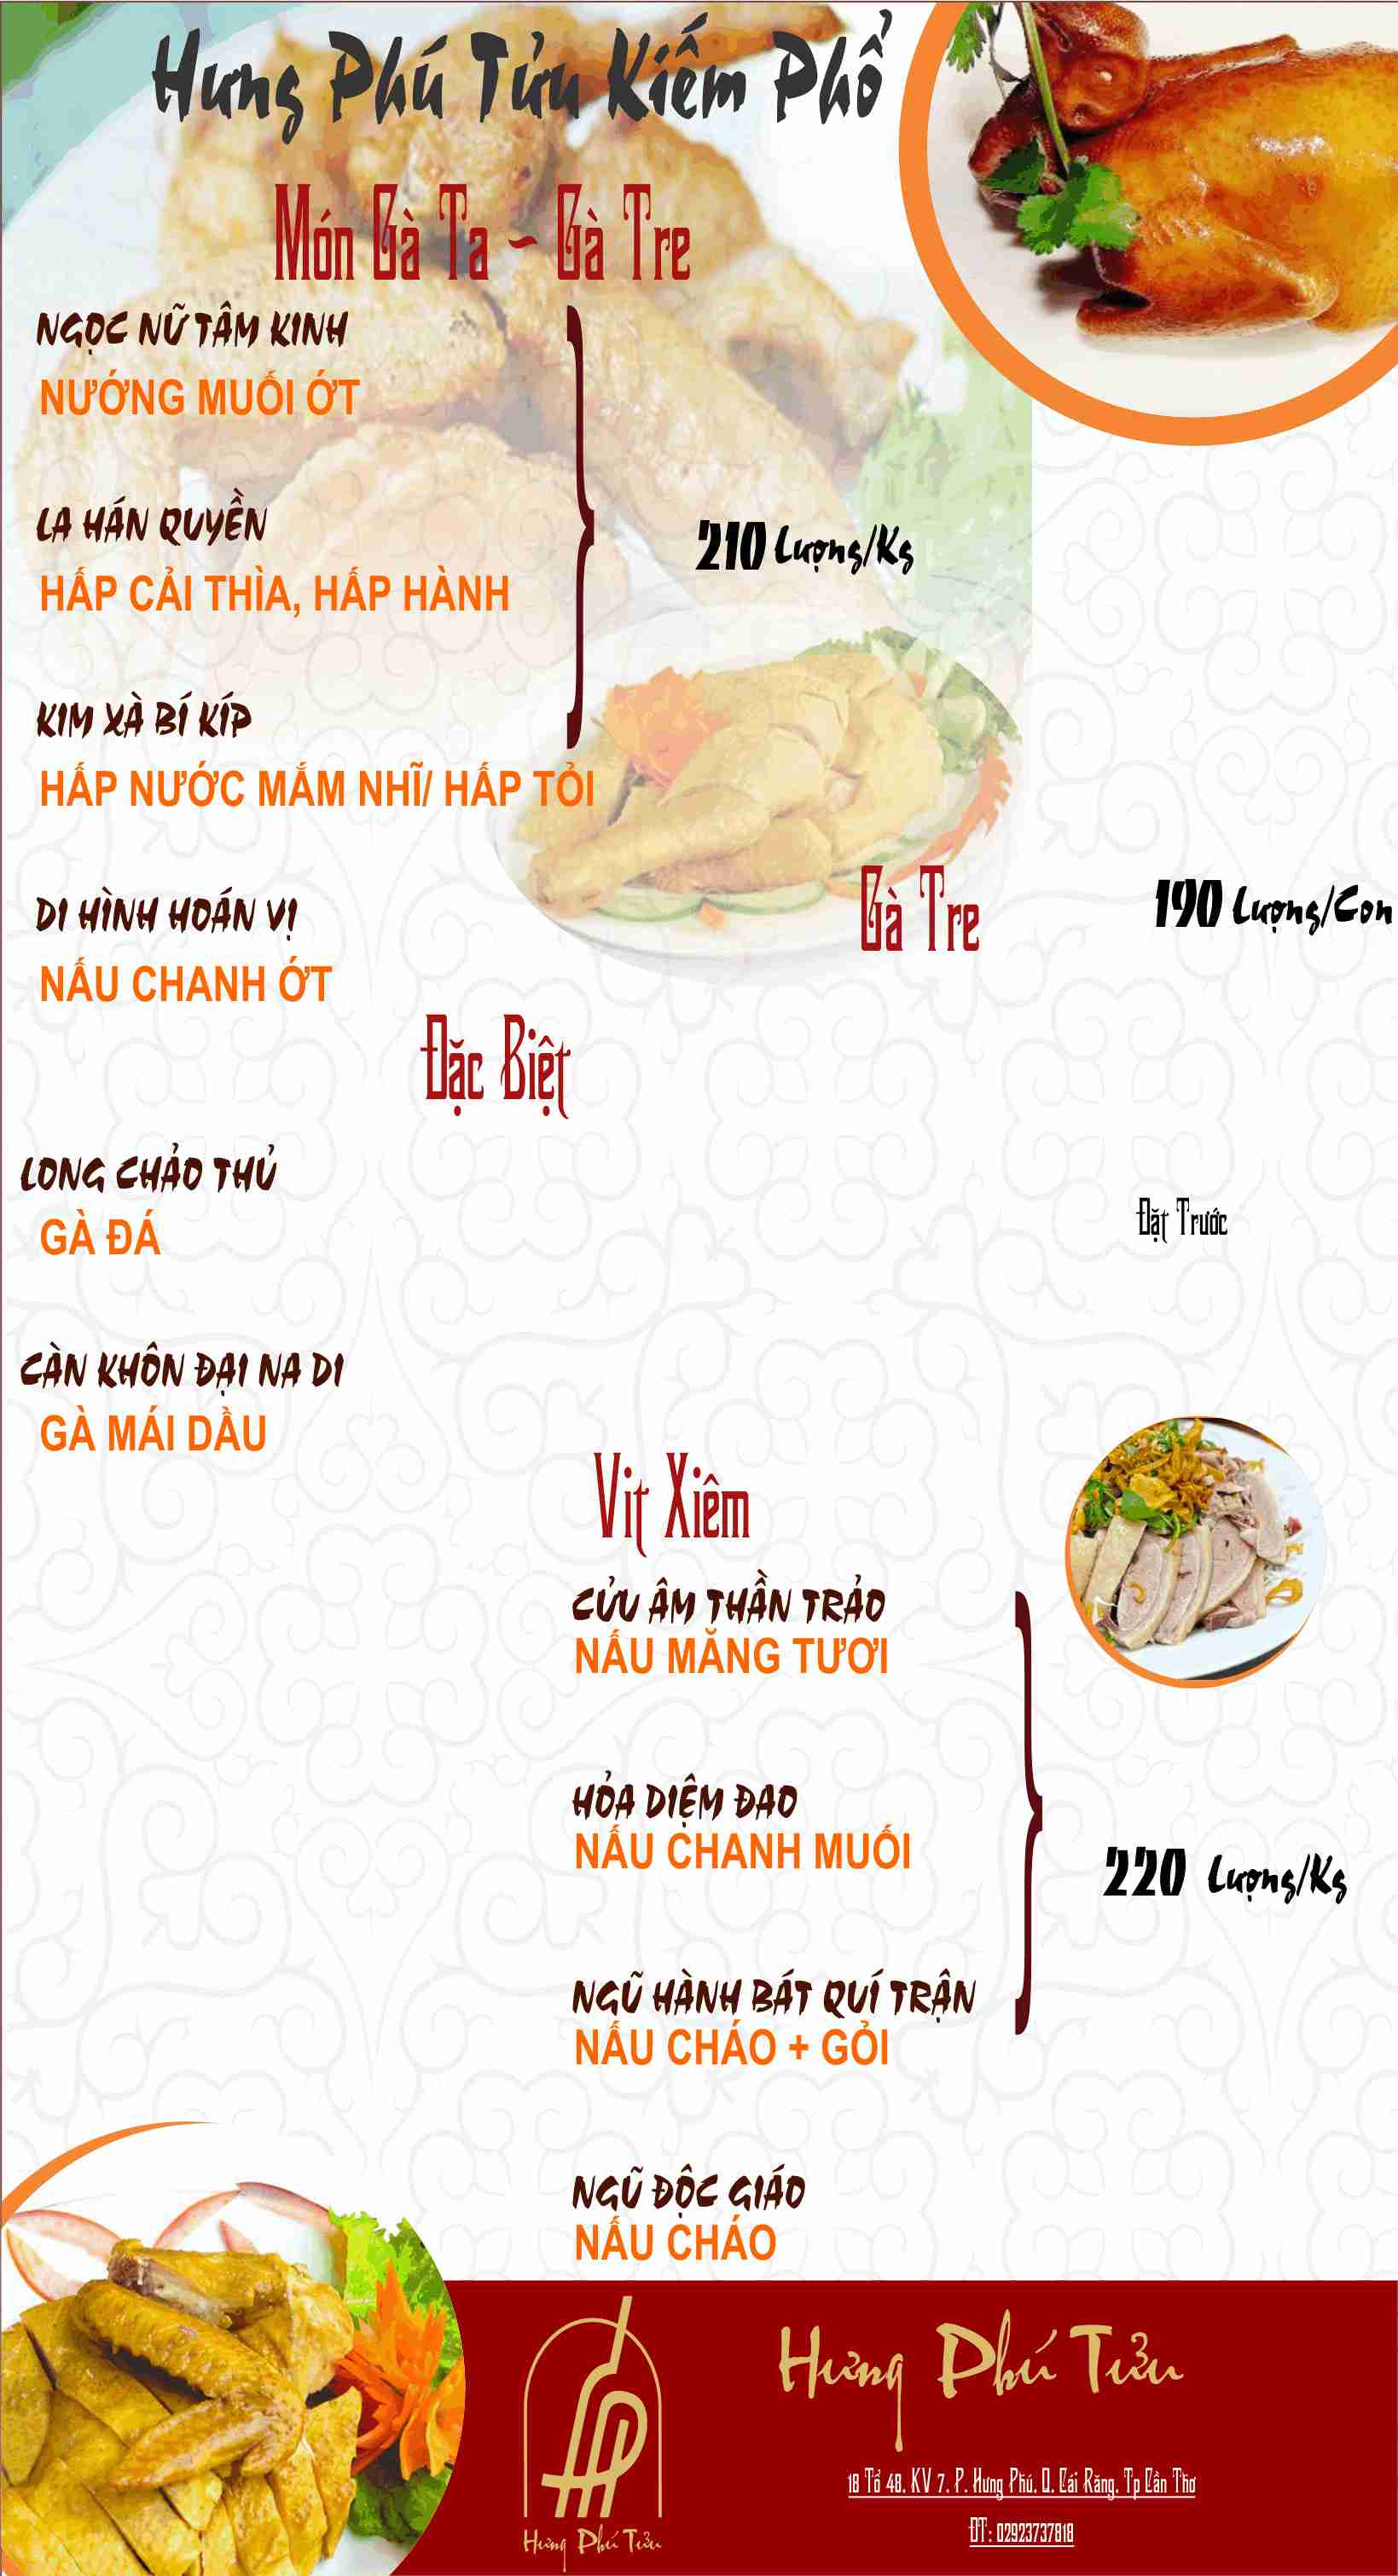 Hưng Phú Tửu Kiếm Phổ
Món Gà Ta - Gà Tre
NGỌC NỮ TÂM KINH
NƯỚNG MUỐI ỚT
LA HÁN QUYỀN
HẤP CẢI THÌA, HẤP HÀNH
210 Lượng/Kg
KIM XÀ BÍ KÍP
HẤP NƯỚC MẮM NHĨ/ HẤP TỎI
DI HÌNH HOÁN VỊ
NẤU CHANH ỚT
Gà Tre
190 Lượng/Con
Đặc Biệt
LONG CHẢO THỦ
GÀ ĐÁ
Đặt Trước
CÀN KHÔN ĐẠI NA DI
GÀ MÁI DẦU
Vịt Xiêm
CỬU ÂM THẦN TRẢO
NẤU MĂNG TƯƠI
HỎA DIỆM ĐAO
NẤU CHANH MUỐI
220 Lượng/Kg
NGŨ HÀNH BÁT QUÍ TRẬN
NẤU CHÁO + GỎI
NGŨ ĐỘC GIÁO
NẤU CHÁO
Hưng Phú Tửu
Hưng Phú Tửu
18 Tổ 48, KV 7, P. Hưng Phú, Q. Cái Răng, Tp Cần Thơ
ĐT: 02923737818